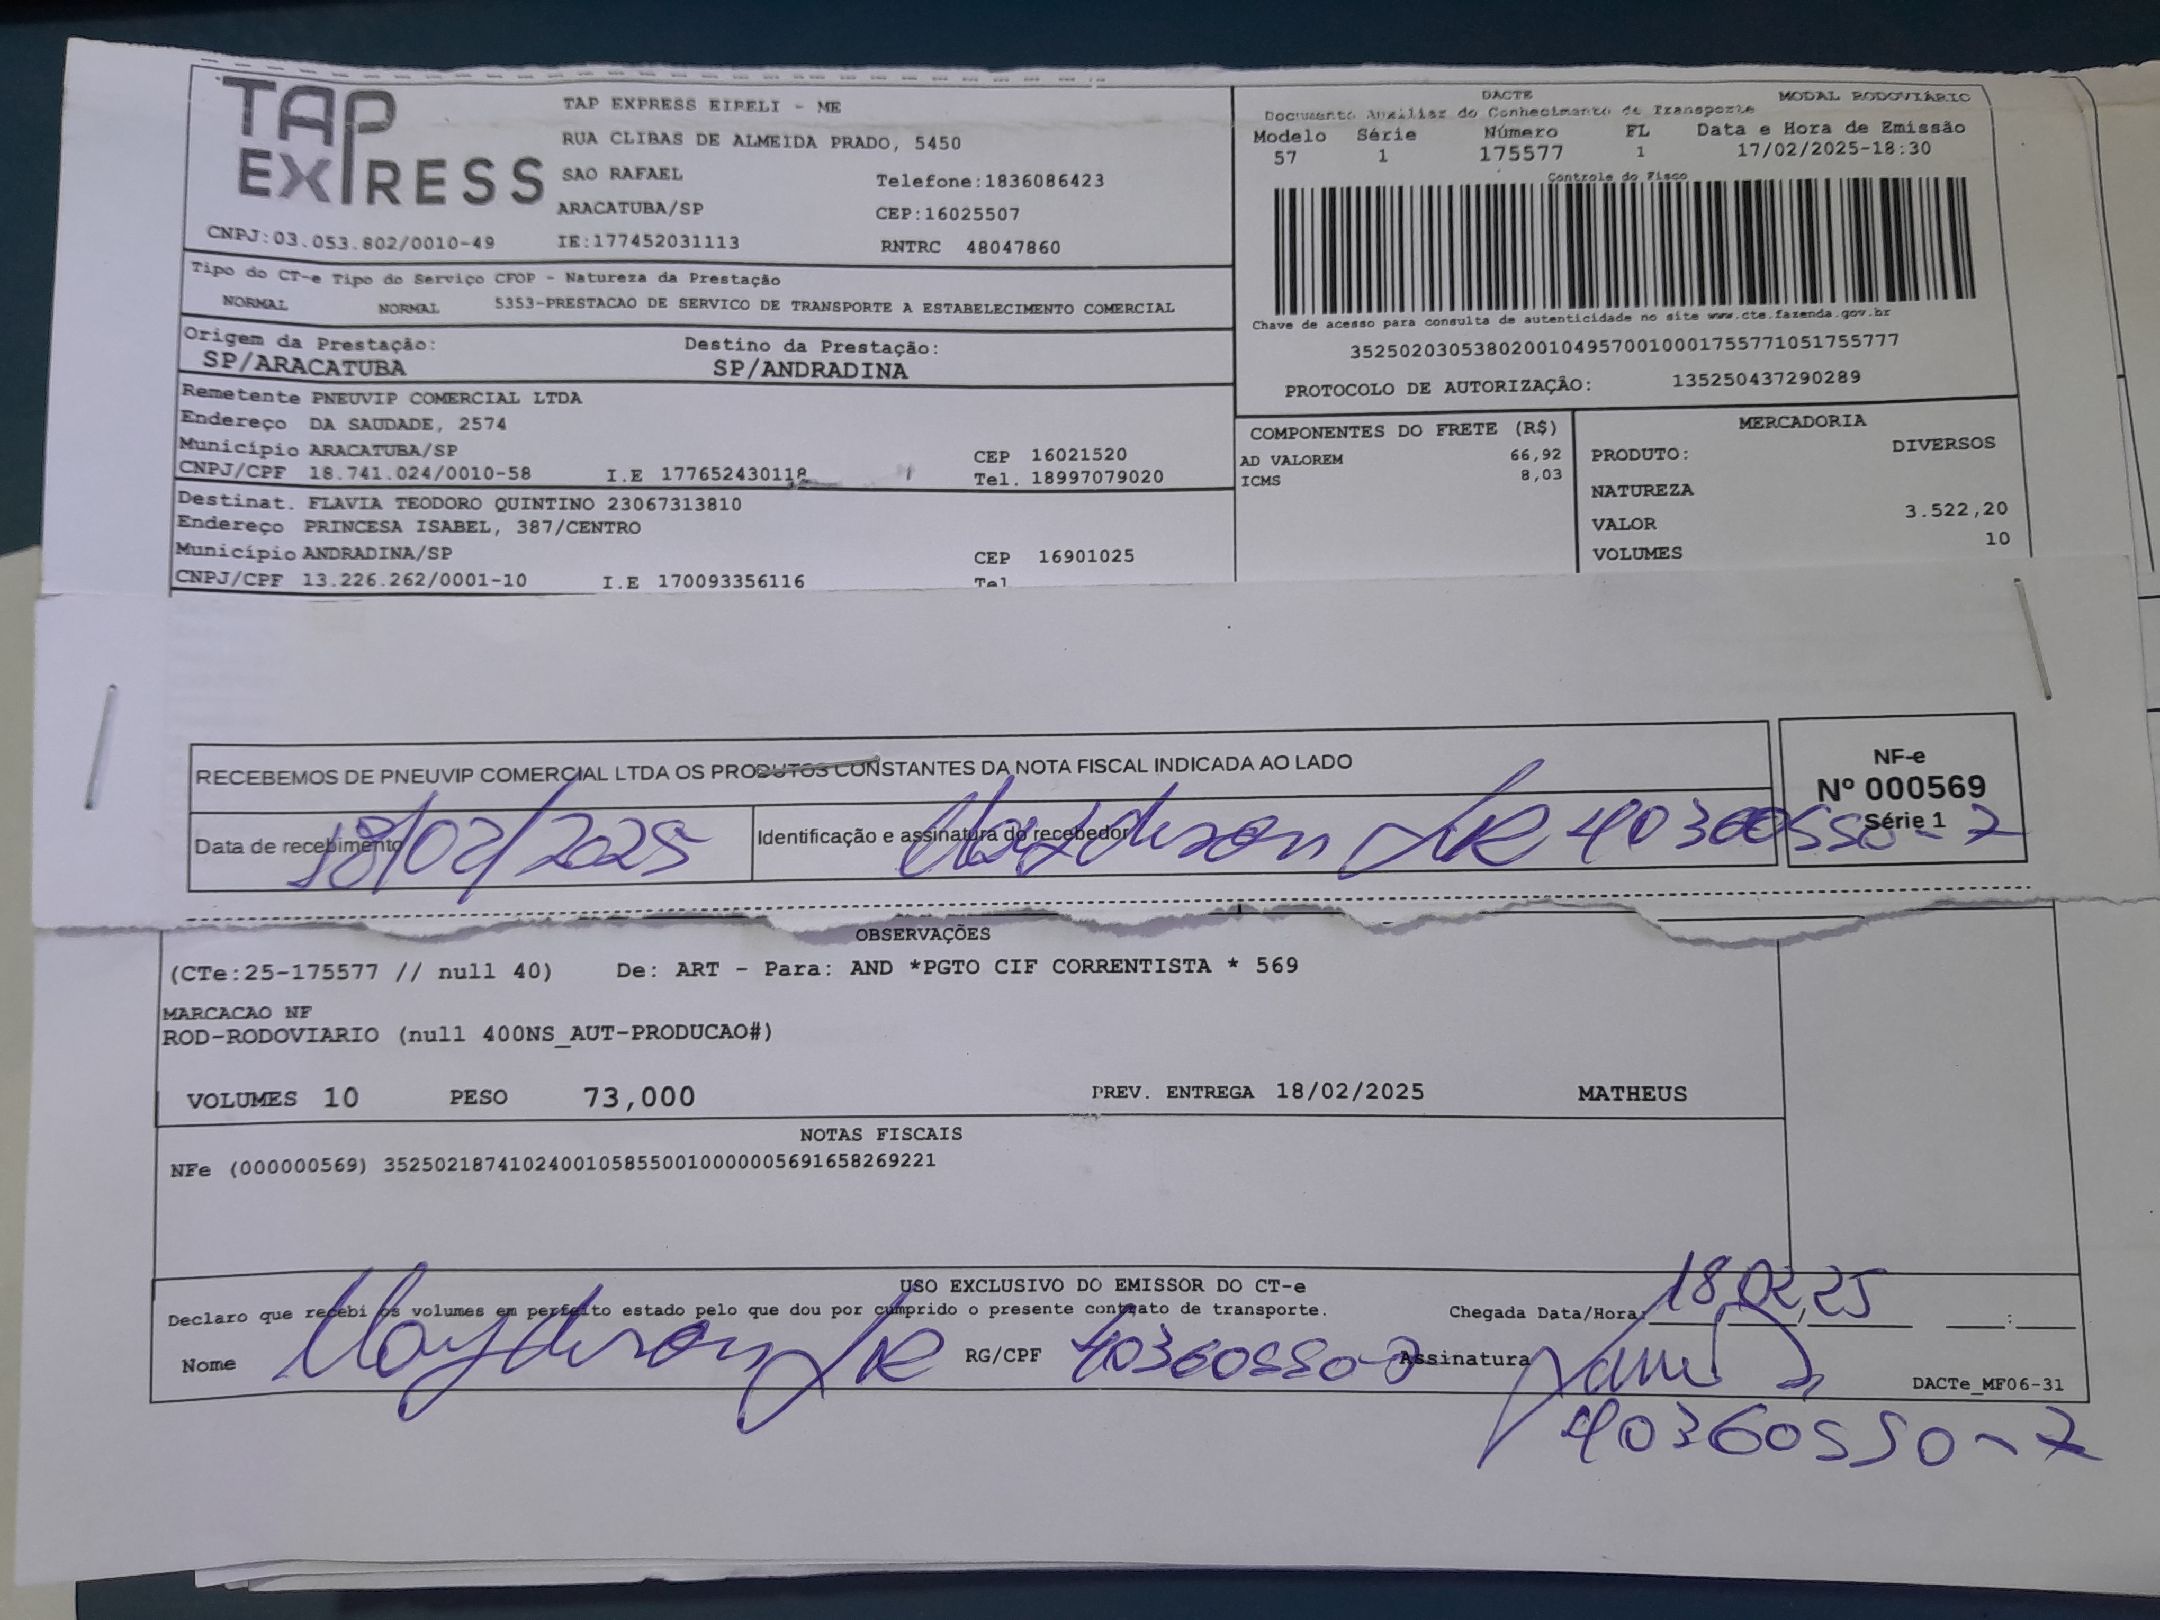 TAP EXPRESS
TAP EXPRESS EIRELI - ME
RUA CLIBAS DE ALMEIDA PRADO, 5450
SAO RAFAEL Telefone:1836086423
ARACATUBA/SP CEP:16025507
CNPJ:03.053.802/0010-49 IE:177452031113 RNTRC 48047860
DACTE MODAL RODOVIÁRIO
Documento Auxiliar do Conhecimento de Transporte
Modelo Série Número FL Data e Hora de Emissão
57 1 175577 1 17/02/2025-18:30
Controle do Fisco
Chave de acesso para consulta de autenticidade no site www.cte.fazenda.gov.br
35250203053802001049570010001755771051755777
PROTOCOLO DE AUTORIZAÇÃO: 135250437290289
Tipo do CT-e Tipo do Serviço CFOP - Natureza da Prestação
NORMAL NORMAL 5353-PRESTACAO DE SERVICO DE TRANSPORTE A ESTABELECIMENTO COMERCIAL
Origem da Prestação: Destino da Prestação:
SP/ARACATUBA SP/ANDRADINA
Remetente PNEUVIP COMERCIAL LTDA
Endereço DA SAUDADE, 2574
Município ARACATUBA/SP CEP 16021520
CNPJ/CPF 18.741.024/0010-58 I.E 177652430118 Tel. 18997079020
Destinat. FLAVIA TEODORO QUINTINO 23067313810
Endereço PRINCESA ISABEL, 387/CENTRO
Município ANDRADINA/SP CEP 16901025
CNPJ/CPF 13.226.262/0001-10 I.E 170093356116 Tel
COMPONENTES DO FRETE (R$)
AD VALOREM 66,92
ICMS 8,03
MERCADORIA
PRODUTO: DIVERSOS
NATUREZA
VALOR 3.522,20
VOLUMES 10
RECEBEMOS DE PNEUVIP COMERCIAL LTDA OS PRODUTOS CONSTANTES DA NOTA FISCAL INDICADA AO LADO
Data de recebimento 18/02/2025
Identificação e assinatura do recebedor JR 40360550-7
NF-e
Nº 000569
Série 1
OBSERVAÇÕES
(CTe:25-175577 // null 40) De: ART - Para: AND *PGTO CIF CORRENTISTA * 569
MARCACAO NF
ROD-RODOVIARIO (null 400NS_AUT-PRODUCAO#)
VOLUMES 10 PESO 73,000 PREV. ENTREGA 18/02/2025 MATHEUS
NOTAS FISCAIS
NFe (000000569) 35250218741024001058550010000005691658269221
USO EXCLUSIVO DO EMISSOR DO CT-e
Declaro que recebi os volumes em perfeito estado pelo que dou por cumprido o presente contrato de transporte. Chegada Data/Hora: 18,02,25 :
Nome JR RG/CPF 40360550-7 Assinatura
DACTe_MF06-31
40360550-7